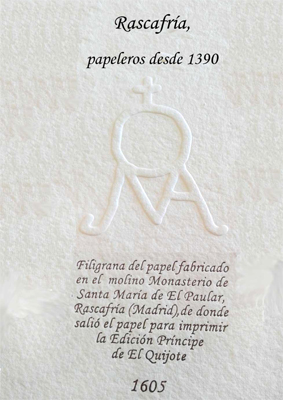 Rascafría,
papeleros desde 1390
Filigrana del papel fabricado
en el molino Monasterio de
Santa María de El Paular,
Rascafría (Madrid),de donde
salió el papel para imprimir
la Edición Príncipe
de El Quijote
1605